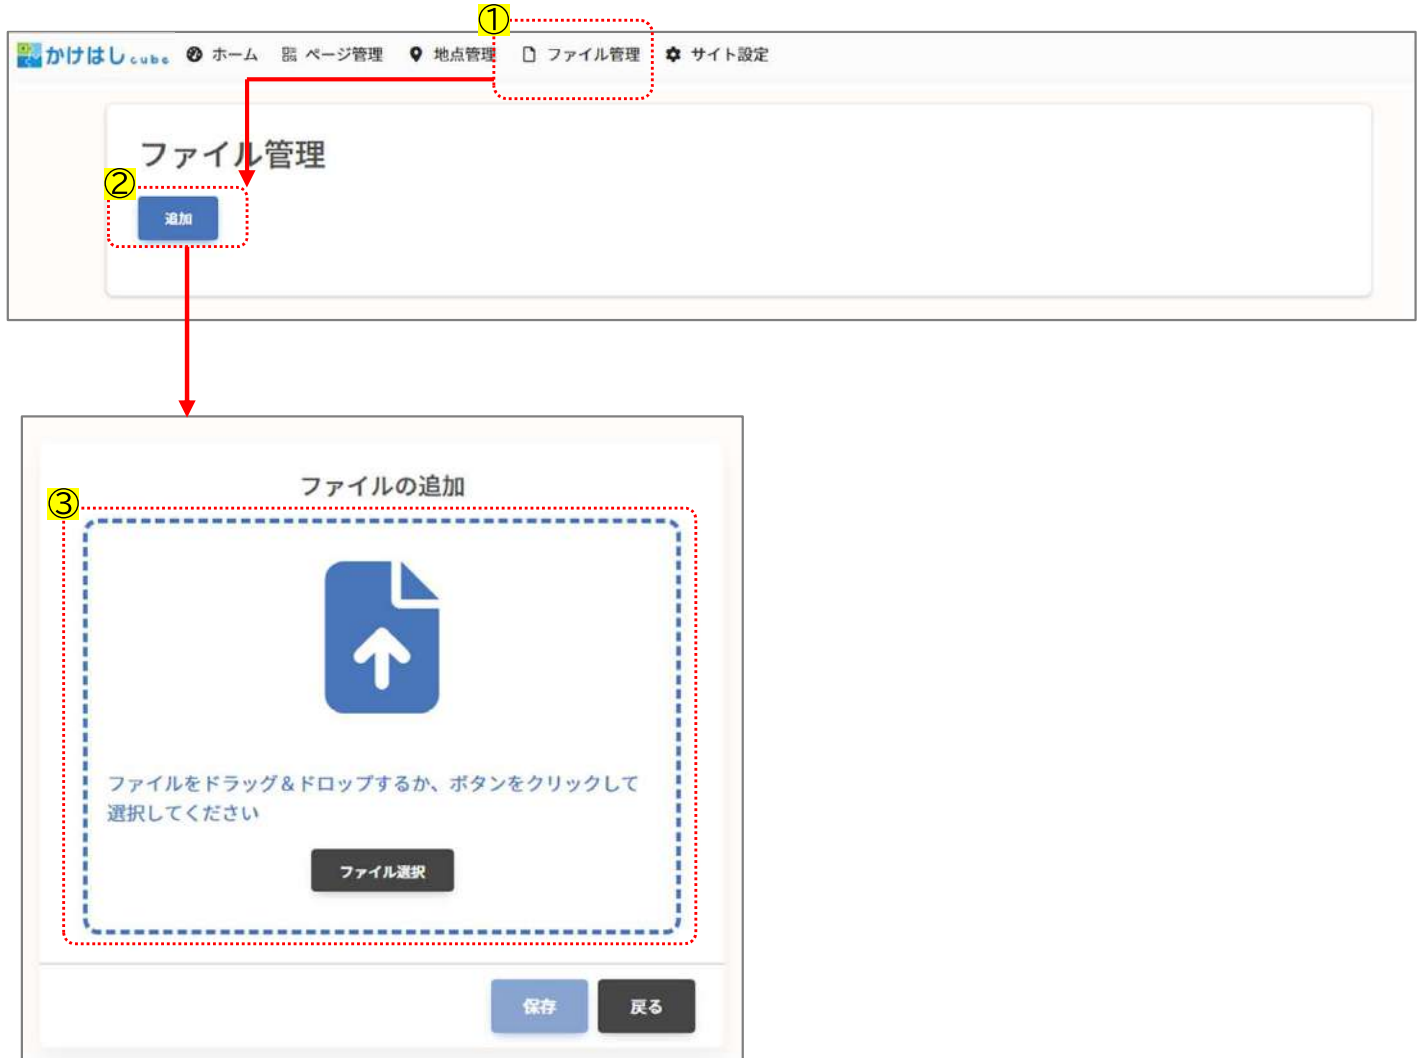 ①
かけはしcube ホーム ページ管理 地点管理 ファイル管理 サイト設定
ファイル管理
②
追加
ファイルの追加
③
ファイルをドラッグ&ドロップするか、ボタンをクリックして
選択してください
ファイル選択
保存 戻る